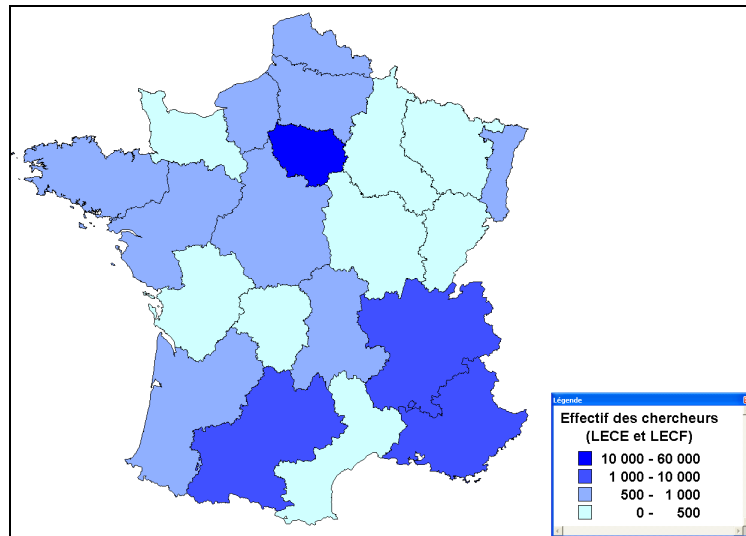 Légende
Effectif des chercheurs
(LECE et LECF)
10 000 - 60 000
1 000 - 10 000
500 - 1 000
0 - 500